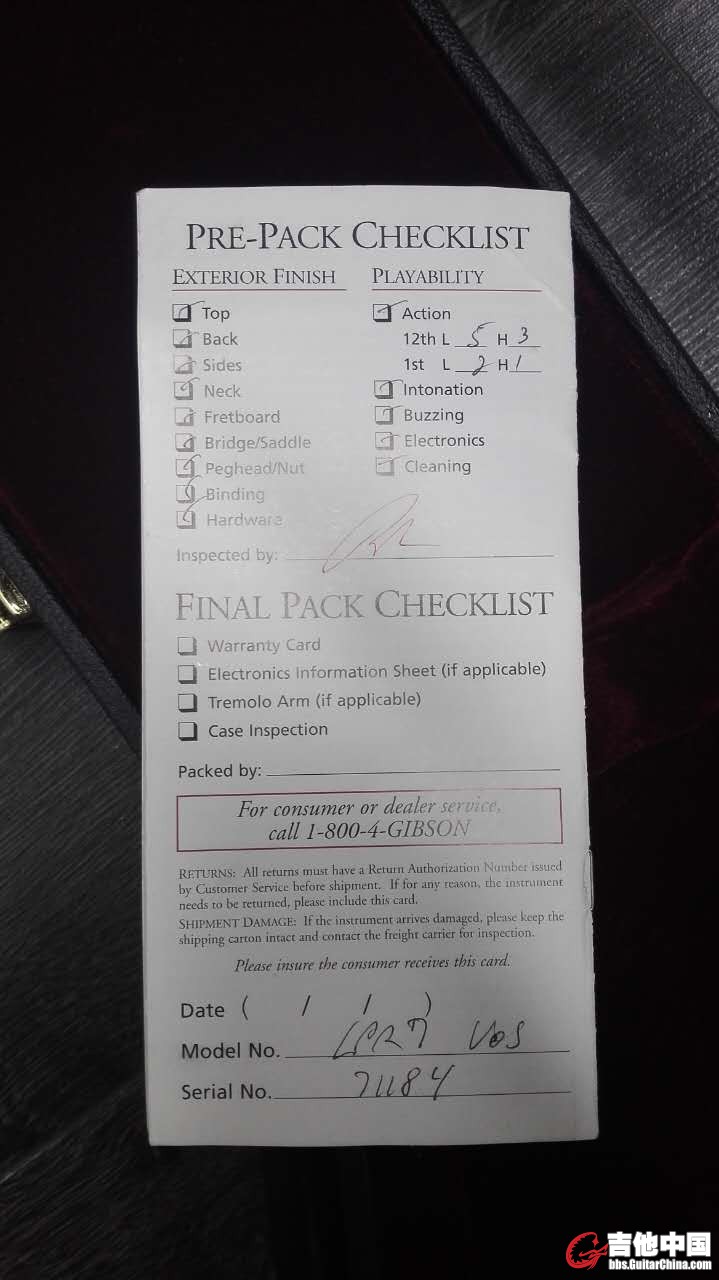 PRE-PACK CHECKLIST
EXTERIOR FINISH
Top
Back
Sides
Neck
Fretboard
Bridge/Saddle
Peghead/Nut
Binding
Hardware
PLAYABILITY
Action
12th L 5 H 3
1st L 2 H 1
Intonation
Buzzing
Electronics
Cleaning
Inspected by:
FINAL PACK CHECKLIST
Warranty Card
Electronics Information Sheet (if applicable)
Tremolo Arm (if applicable)
Case Inspection
Packed by:
For consumer or dealer service,
call 1-800-4-GIBSON
RETURNS: All returns must have a Return Authorization Number issued
by Customer Service before shipment. If for any reason, the instrument
needs to be returned, please include this card.
SHIPMENT DAMAGE: If the instrument arrives damaged, please keep the
shipping carton intact and contact the freight carrier for inspection.
Please insure the consumer receives this card.
Date ( / / )
Model No. LPR7 VOS
Serial No. 71184
吉他中国
bbs.GuitarChina.com